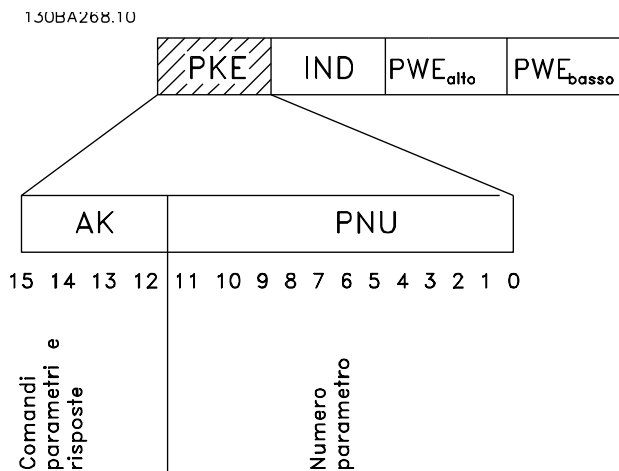 130BA268.10
PKE IND PWEalto PWEbasso
AK PNU
15 14 13 12 11 10 9 8 7 6 5 4 3 2 1 0
Comandi
parametri e
risposte
Numero
parametro